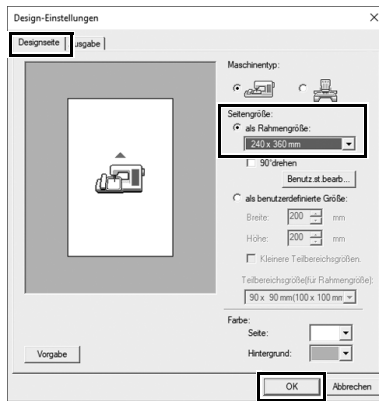 Design-Einstellungen
Designseite
usgabe
Maschinentyp:
Seitengröße:
als Rahmengröße:
240 x 360 mm
90°drehen
Benutz.st.bearb...
als benutzerdefinierte Größe:
Breite: 200 mm
Höhe: 200 mm
Kleinere Teilbereichsgrößen.
Teilbereichsgröße(für Rahmengröße):
90 x 90 mm(100 x 100 mm
Farbe:
Seite:
Hintergrund:
Vorgabe
OK Abbrechen